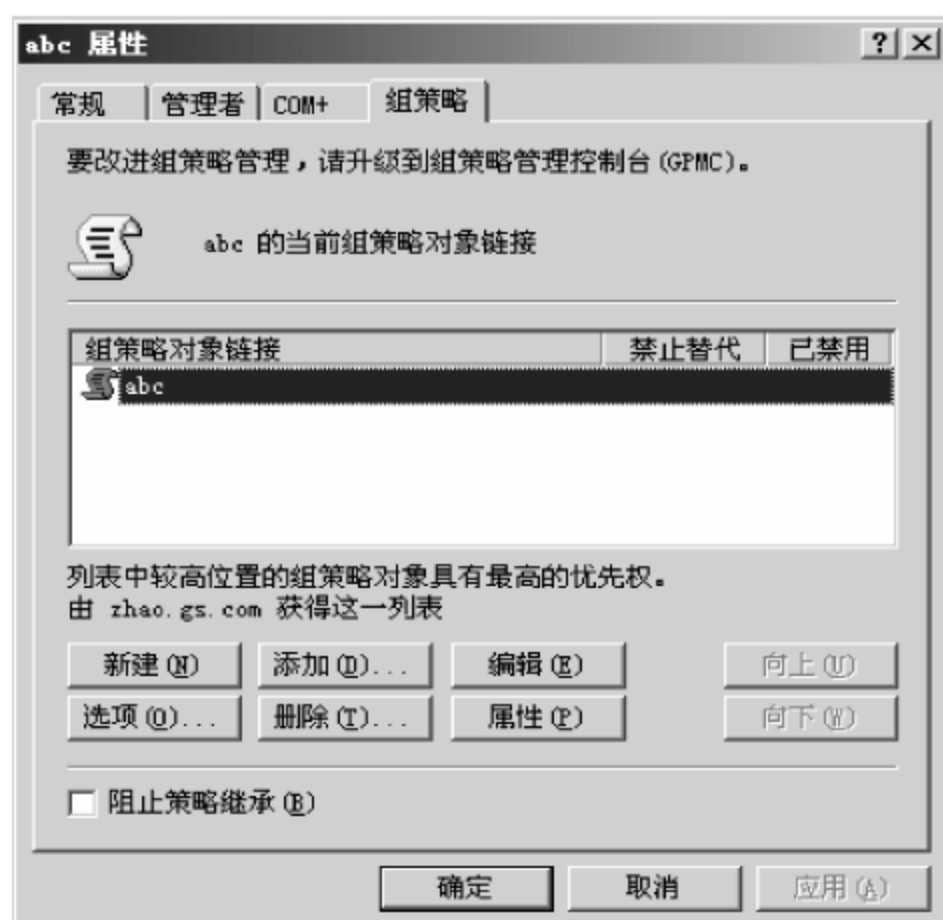 abc 属性
常规 管理者 COM+ 组策略
要改进组策略管理，请升级到组策略管理控制台(GPMC)。
abc 的当前组策略对象链接
组策略对象链接 禁止替代 已禁用
abc
列表中较高位置的组策略对象具有最高的优先权。
由 zhao.gs.com 获得这一列表
新建(N) 添加(D)... 编辑(E) 向上(U)
选项(O)... 删除(T)... 属性(P) 向下(W)
阻止策略继承(B)
确定 取消 应用(A)